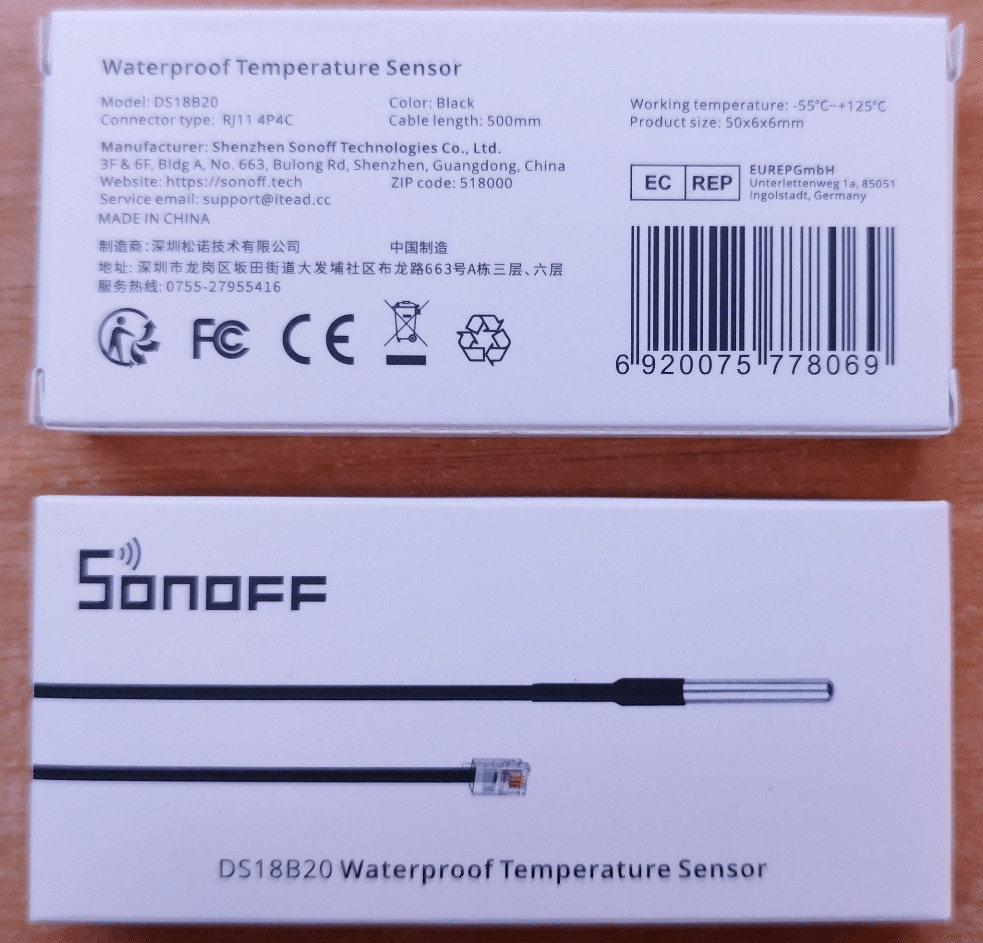 Waterproof Temperature Sensor
Model: DS18B20
Connector type: RJ11 4P4C
Color: Black
Cable length: 500mm
Working temperature: -55℃~+125℃
Product size: 50x6x6mm
Manufacturer: Shenzhen Sonoff Technologies Co., Ltd.
3F & 6F, Bldg A, No. 663, Bulong Rd, Shenzhen, Guangdong, China
Website: https://sonoff.tech ZIP code: 518000
Service email: support@itead.cc
MADE IN CHINA
EC REP
EUREPGmbH
Unterlettenweg 1a, 85051
Ingolstadt, Germany
制造商: 深圳松诺技术有限公司 中国制造
地址: 深圳市龙岗区坂田街道大发埔社区布龙路663号A栋三层、六层
服务热线: 0755-27955416
FC CE
6 920075 778069
SONOFF
DS18B20 Waterproof Temperature Sensor